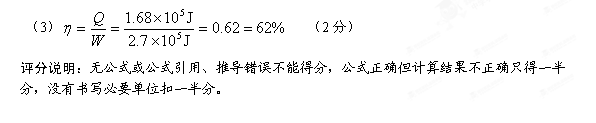 （3）η = Q/W = 1.68×10⁵J/2.7×10⁵J = 0.62 = 62% （2分）
评分说明：无公式或公式引用、推导错误不能得分，公式正确但计算结果不正确只得一半
分，没有书写必要单位扣一半分。